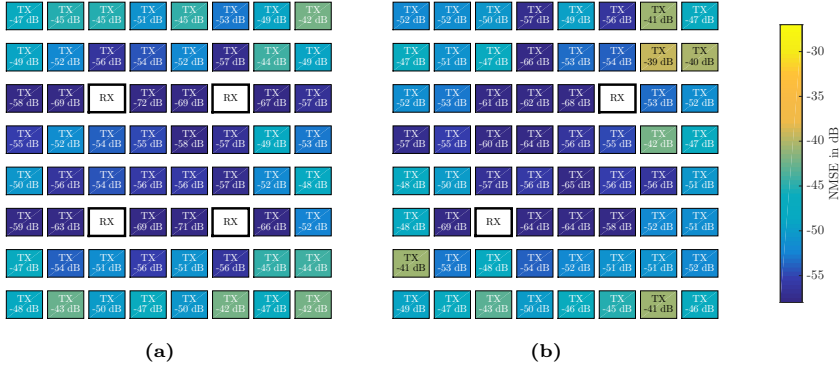 TX TX TX TX TX TX TX TX
-47 dB -45 dB -45 dB -51 dB -45 dB -53 dB -49 dB -42 dB
TX TX TX TX TX TX TX TX
-49 dB -52 dB -56 dB -54 dB -52 dB -57 dB -44 dB -49 dB
TX TX RX TX TX RX TX TX
-58 dB -69 dB -72 dB -69 dB -67 dB -57 dB
TX TX TX TX TX TX TX TX
-55 dB -52 dB -54 dB -55 dB -58 dB -57 dB -49 dB -53 dB
TX TX TX TX TX TX TX TX
-50 dB -56 dB -54 dB -56 dB -56 dB -57 dB -52 dB -48 dB
TX TX RX TX TX RX TX TX
-59 dB -63 dB -69 dB -71 dB -66 dB -52 dB
TX TX TX TX TX TX TX TX
-47 dB -54 dB -51 dB -56 dB -51 dB -56 dB -45 dB -44 dB
TX TX TX TX TX TX TX TX
-48 dB -43 dB -50 dB -47 dB -50 dB -42 dB -47 dB -42 dB
(a)
TX TX TX TX TX TX TX TX
-52 dB -52 dB -50 dB -57 dB -49 dB -56 dB -41 dB -47 dB
TX TX TX TX TX TX TX TX
-47 dB -51 dB -47 dB -66 dB -53 dB -54 dB -39 dB -40 dB
TX TX TX TX TX RX TX TX
-52 dB -53 dB -61 dB -62 dB -68 dB -53 dB -52 dB
TX TX TX TX TX TX TX TX
-57 dB -55 dB -60 dB -64 dB -56 dB -55 dB -42 dB -47 dB
TX TX TX TX TX TX TX TX
-48 dB -50 dB -57 dB -56 dB -65 dB -56 dB -56 dB -51 dB
TX TX RX TX TX TX TX TX
-48 dB -69 dB -64 dB -64 dB -58 dB -52 dB -51 dB
TX TX TX TX TX TX TX TX
-41 dB -53 dB -48 dB -54 dB -52 dB -51 dB -51 dB -52 dB
TX TX TX TX TX TX TX TX
-49 dB -47 dB -43 dB -50 dB -46 dB -45 dB -41 dB -46 dB
(b)
-30
-35
-40
-45
-50
-55
NMSE in dB